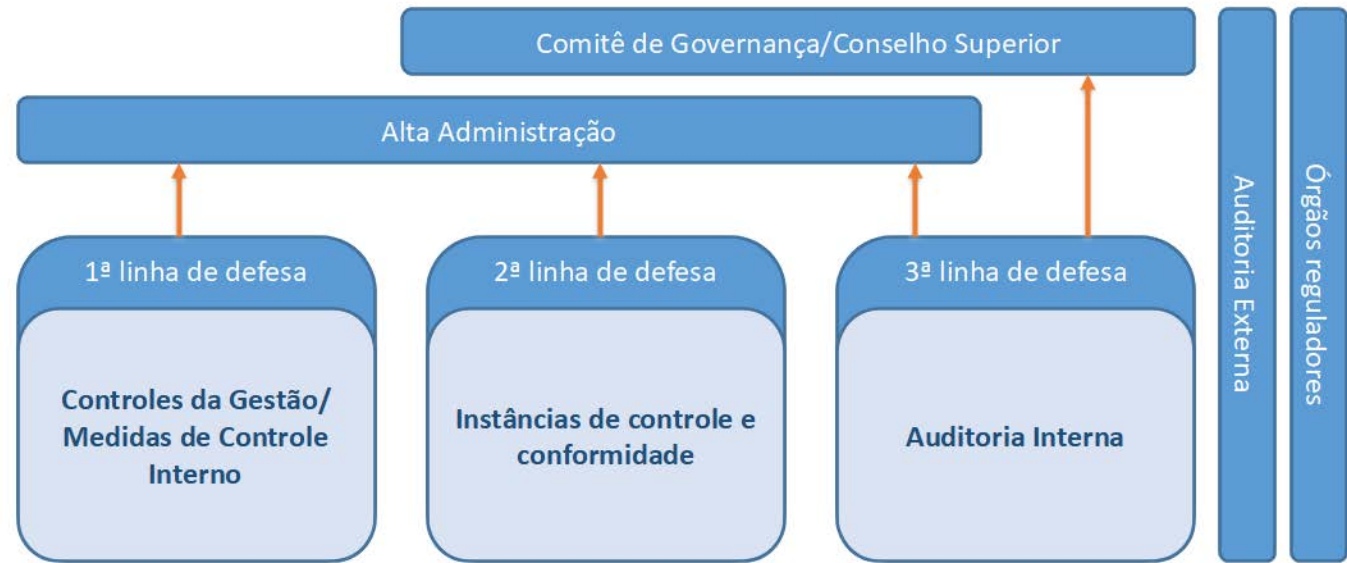 Comitê de Governança/Conselho Superior
Alta Administração
1ª linha de defesa
Controles da Gestão/
Medidas de Controle
Interno
2ª linha de defesa
Instâncias de controle e
conformidade
3ª linha de defesa
Auditoria Interna
Auditoria Externa
Órgãos reguladores